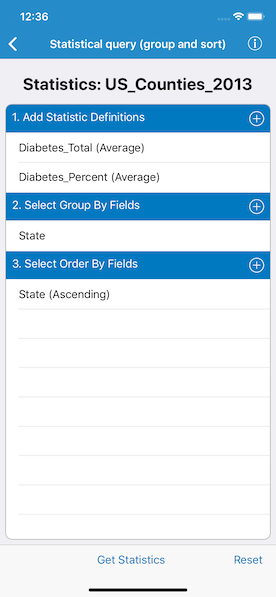 12:36
Statistical query (group and sort)
Statistics: US_Counties_2013
1. Add Statistic Definitions
Diabetes_Total (Average)
Diabetes_Percent (Average)
2. Select Group By Fields
State
3. Select Order By Fields
State (Ascending)
Get Statistics Reset